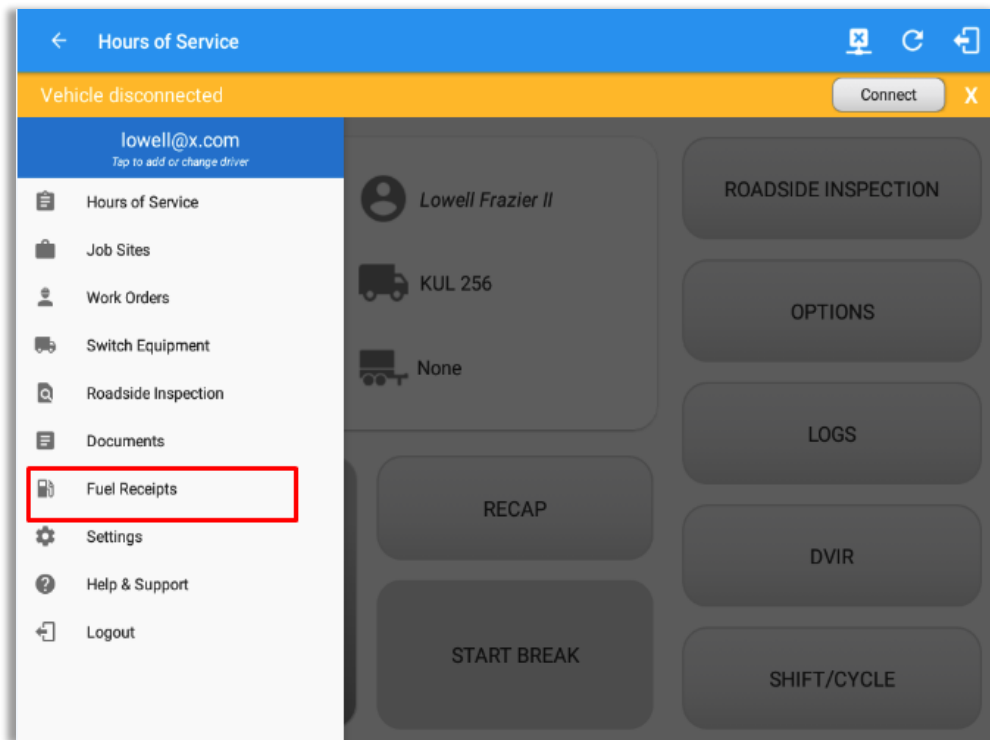 Hours of Service
Vehicle disconnected
Connect
X
lowell@x.com
Tap to add or change driver
Hours of Service
Job Sites
Work Orders
Switch Equipment
Roadside Inspection
Documents
Fuel Receipts
Settings
Help & Support
Logout
Lowell Frazier II
KUL 256
None
RECAP
START BREAK
ROADSIDE INSPECTION
OPTIONS
LOGS
DVIR
SHIFT/CYCLE